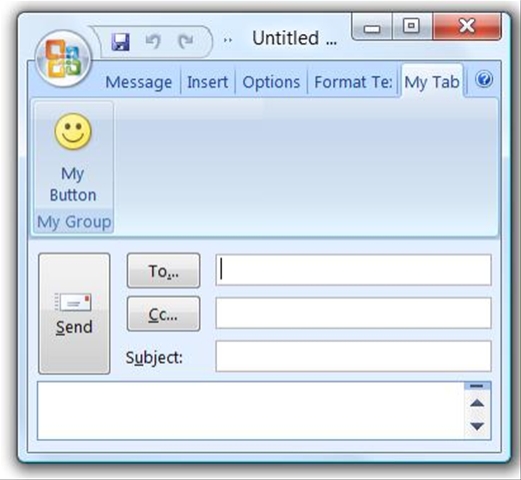 Untitled ...
Message Insert Options Format Te: My Tab
My
Button
My Group
To...
Cc...
Send
Subject: